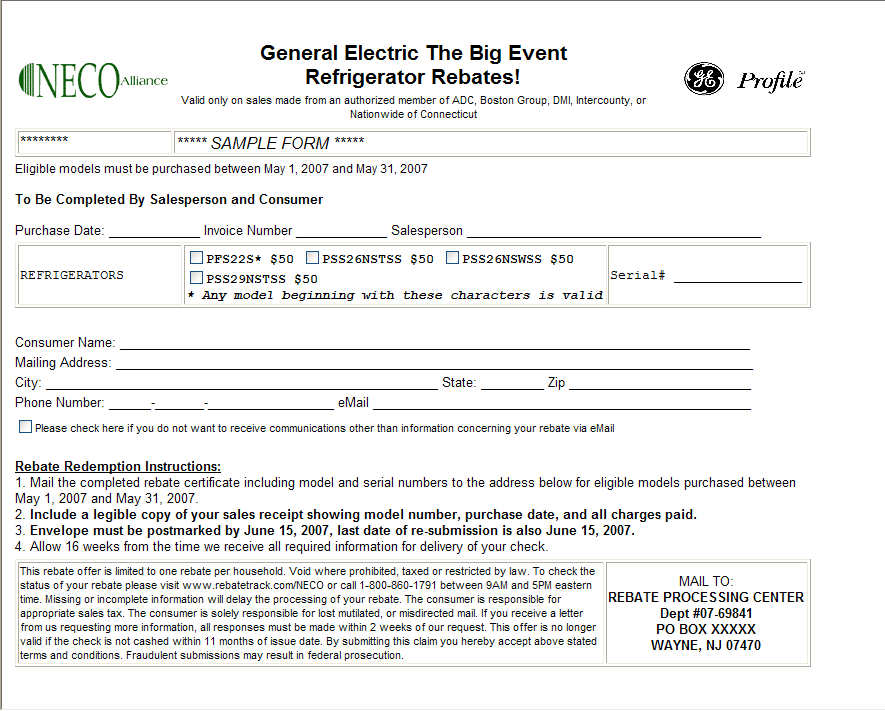 General Electric The Big Event
Refrigerator Rebates!
NECO Alliance
GE Profile™
Valid only on sales made from an authorized member of ADC, Boston Group, DMI, Intercounty, or
Nationwide of Connecticut
******** ***** SAMPLE FORM *****
Eligible models must be purchased between May 1, 2007 and May 31, 2007
To Be Completed By Salesperson and Consumer
Purchase Date: ____________ Invoice Number ____________ Salesperson ________________________________________
PFS22S* $50 PSS26NSTSS $50 PSS26NSWSS $50
REFRIGERATORS
PSS29NSTSS $50
Serial# ________________
* Any model beginning with these characters is valid
Consumer Name: ________________________________________
Mailing Address: ________________________________________
City: ________________________________________ State: ________ Zip ________________________
Phone Number: ______-_______-_________________ eMail ________________________________________
Please check here if you do not want to receive communications other than information concerning your rebate via eMail
Rebate Redemption Instructions:
1. Mail the completed rebate certificate including model and serial numbers to the address below for eligible models purchased between
May 1, 2007 and May 31, 2007.
2. Include a legible copy of your sales receipt showing model number, purchase date, and all charges paid.
3. Envelope must be postmarked by June 15, 2007, last date of re-submission is also June 15, 2007.
4. Allow 16 weeks from the time we receive all required information for delivery of your check.
This rebate offer is limited to one rebate per household. Void where prohibited, taxed or restricted by law. To check the
status of your rebate please visit www.rebatetrack.com/NECO or call 1-800-860-1791 between 9AM and 5PM eastern
time. Missing or incomplete information will delay the processing of your rebate. The consumer is responsible for
appropriate sales tax. The consumer is solely responsible for lost mutilated, or misdirected mail. If you receive a letter
from us requesting more information, all responses must be made within 2 weeks of our request. This offer is no longer
valid if the check is not cashed within 11 months of issue date. By submitting this claim you hereby accept above stated
terms and conditions. Fraudulent submissions may result in federal prosecution.
MAIL TO:
REBATE PROCESSING CENTER
Dept #07-69841
PO BOX XXXXX
WAYNE, NJ 07470